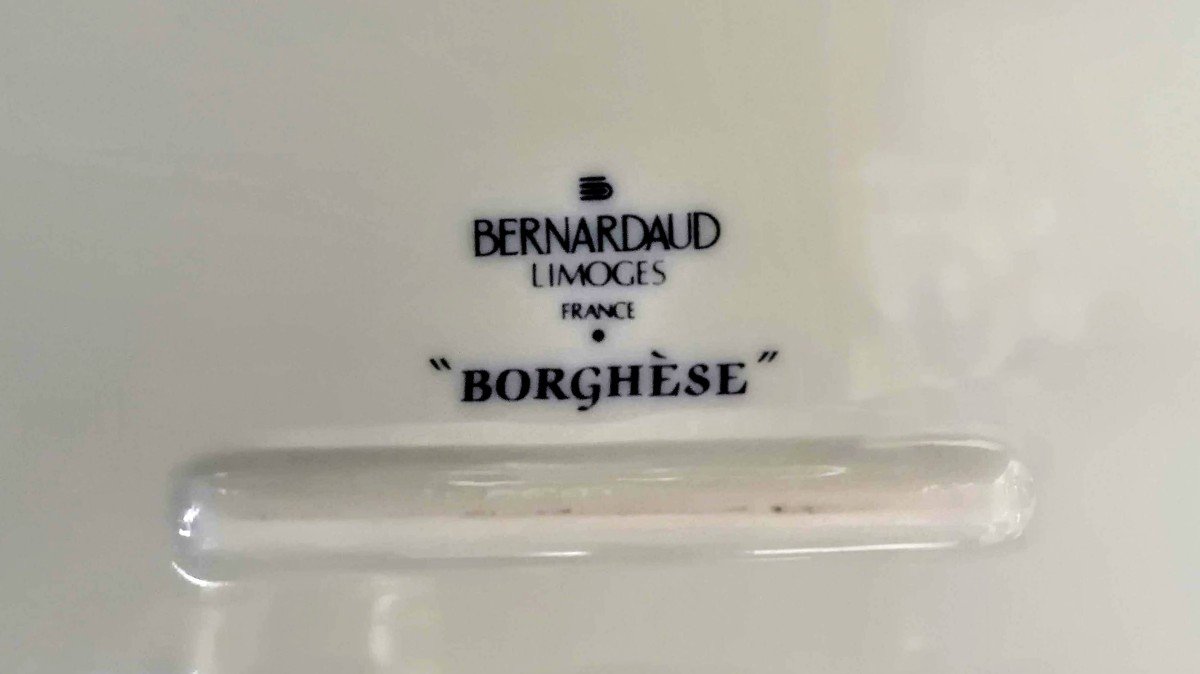 BERNARDAUD
LIMOGES
FRANCE
"BORGHÈSE"